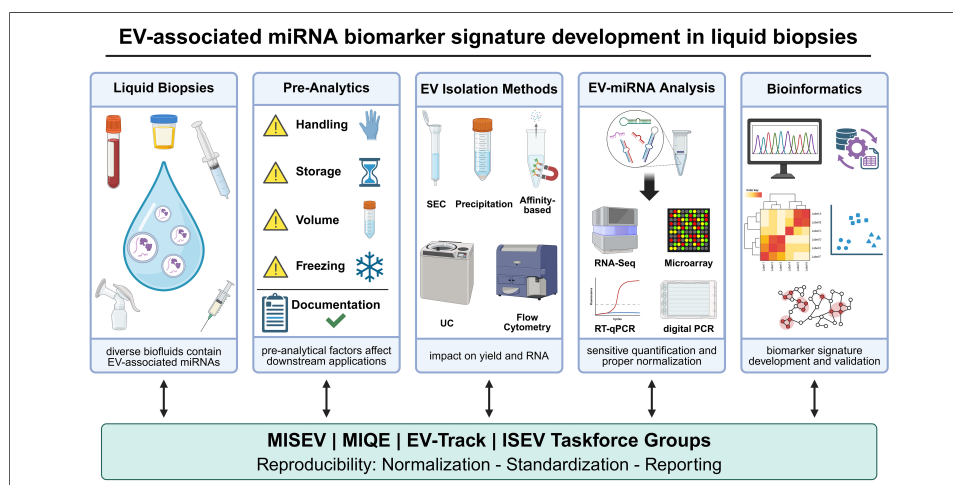 EV-associated miRNA biomarker signature development in liquid biopsies
Liquid Biopsies
diverse biofluids contain
EV-associated miRNAs
Pre-Analytics
Handling
Storage
Volume
Freezing
Documentation
pre-analytical factors affect
downstream applications
EV Isolation Methods
SEC
Precipitation
Affinity-
based
UC
Flow
Cytometry
impact on yield and RNA
EV-miRNA Analysis
RNA-Seq
Microarray
Cycles
RT-qPCR
digital PCR
sensitive quantification and
proper normalization
Bioinformatics
biomarker signature
development and validation
MISEV | MIQE | EV-Track | ISEV Taskforce Groups
Reproducibility: Normalization - Standardization - Reporting